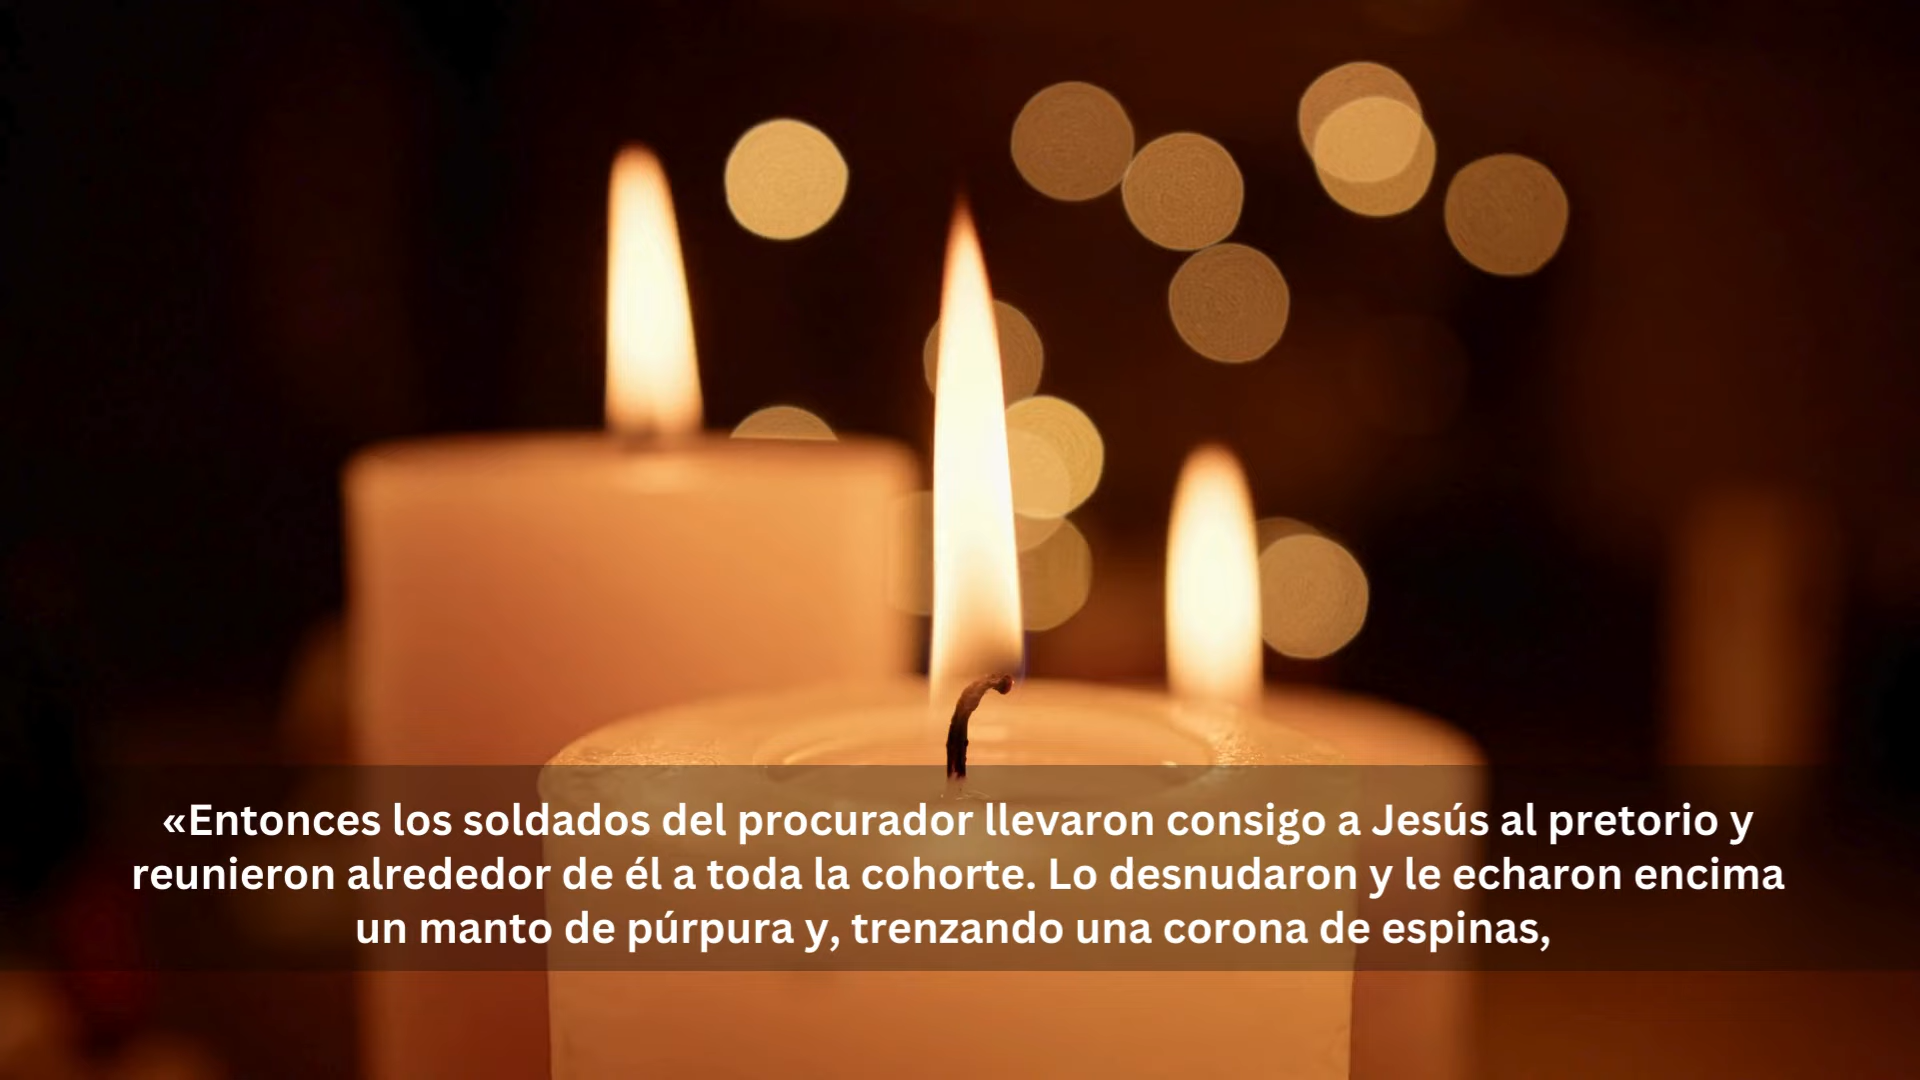 «Entonces los soldados del procurador llevaron consigo a Jesús al pretorio y
reunieron alrededor de él a toda la cohorte. Lo desnudaron y le echaron encima
un manto de púrpura y, trenzando una corona de espinas,